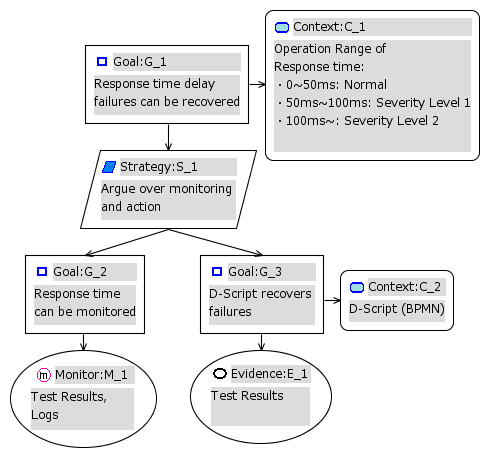 Goal:G_1
Response time delay
failures can be recovered
Context:C_1
Operation Range of
Response time:
・0~50ms: Normal
・50ms~100ms: Severity Level 1
・100ms~: Severity Level 2
Strategy:S_1
Argue over monitoring
and action
Goal:G_2
Response time
can be monitored
Goal:G_3
D-Script recovers
failures
Context:C_2
D-Script (BPMN)
m
Monitor:M_1
Test Results,
Logs
Evidence:E_1
Test Results